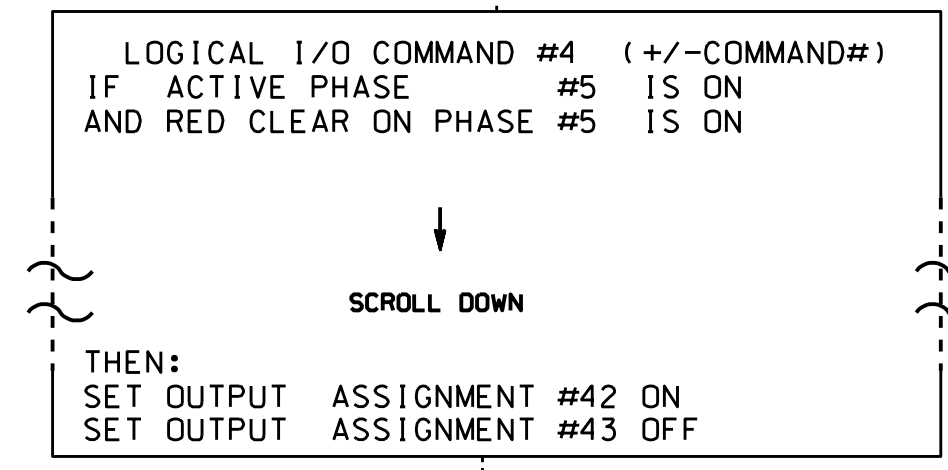 LOGICAL I/O COMMAND #4 (+/-COMMAND#)
IF ACTIVE PHASE #5 IS ON
AND RED CLEAR ON PHASE #5 IS ON
SCROLL DOWN
THEN:
SET OUTPUT ASSIGNMENT #42 ON
SET OUTPUT ASSIGNMENT #43 OFF